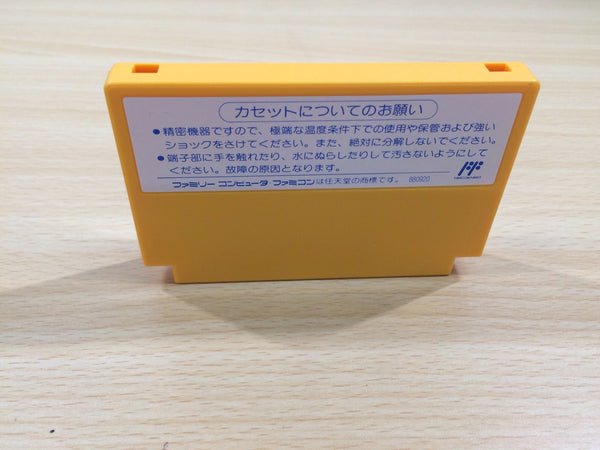 カセットについてのお願い
●精密機器ですので、極端な温度条件下での使用や保管および強い
ショックをさけてください。また、絶対に分解しないでください。
●端子部に手を触れたり、水にぬらしたりして汚さないようにして
ください。故障の原因となります。
ファミリー コンピュータ・ファミコンは任天堂の商標です。 880920